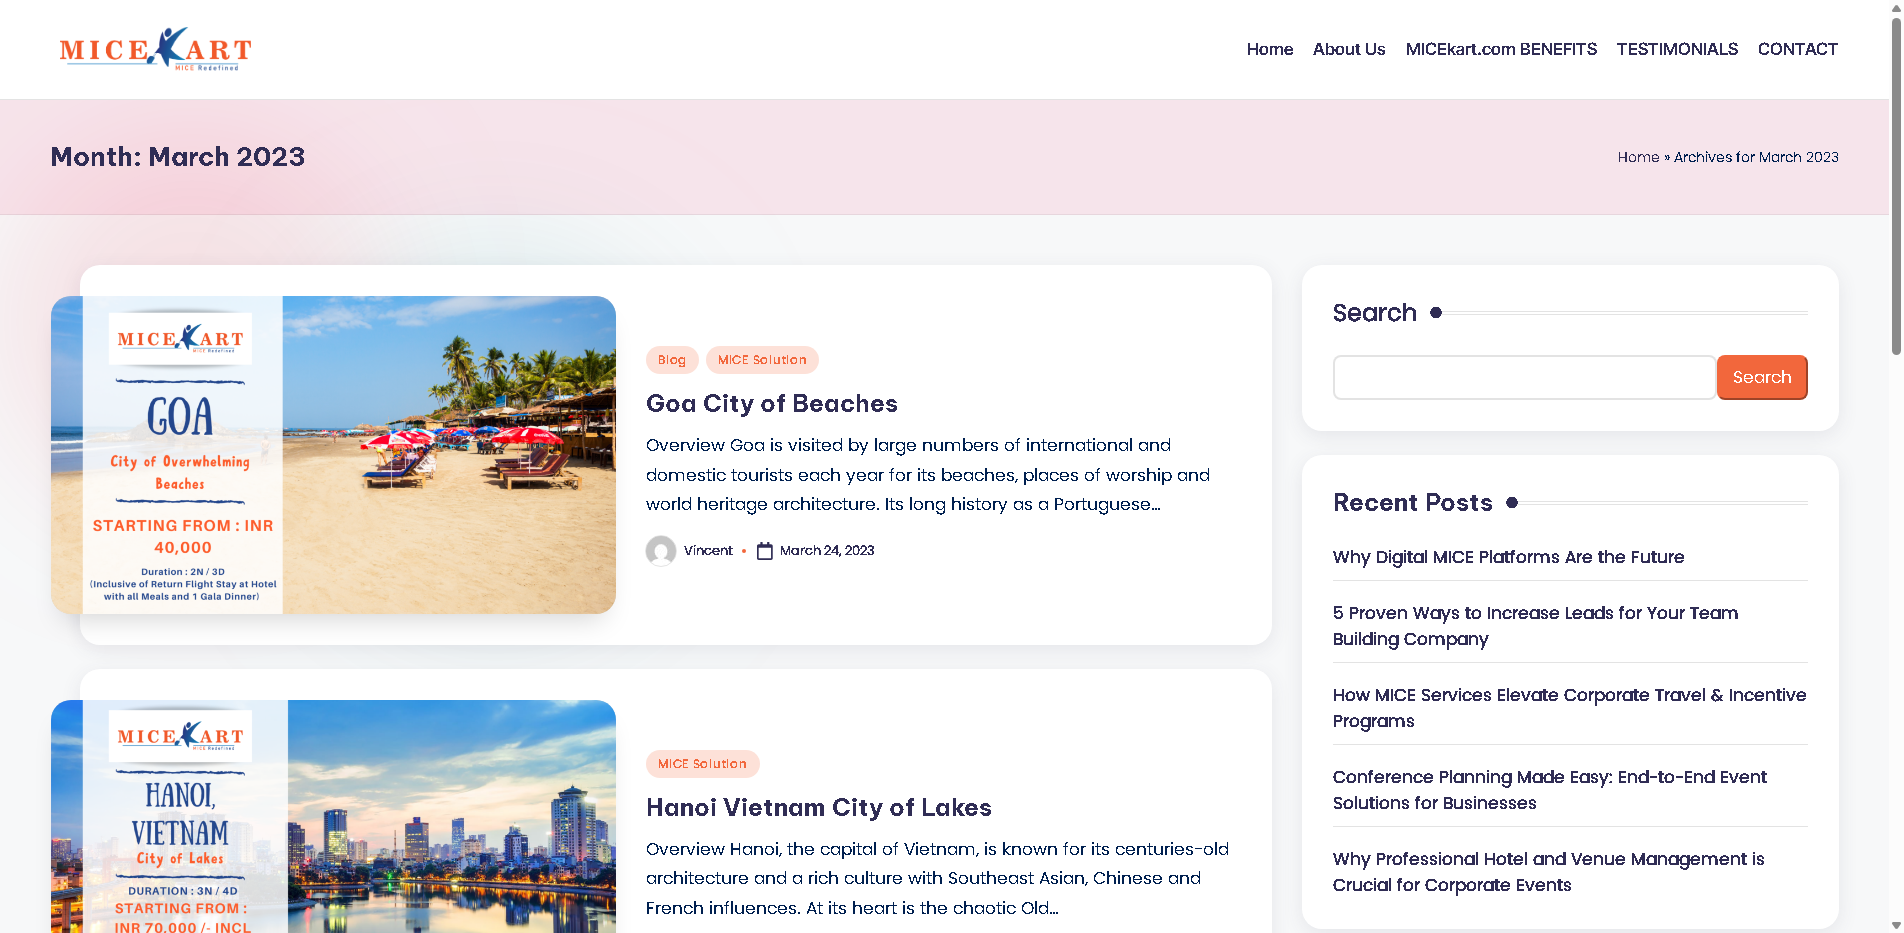 MICEKART
MICE Redefined
Home
About Us
MICEkart.com BENEFITS
TESTIMONIALS
CONTACT
Month: March 2023
Home » Archives for March 2023
MICEKART
MICE Redefined
GOA
City of Overwhelming
Beaches
STARTING FROM : INR
40,000
Duration : 2N / 3D
(Inclusive of Return Flight Stay at Hotel
with all Meals and 1 Gala Dinner)
Blog
MICE Solution
Goa City of Beaches
Overview Goa is visited by large numbers of international and
domestic tourists each year for its beaches, places of worship and
world heritage architecture. Its long history as a Portuguese...
Vincent
March 24, 2023
MICEKART
MICE Redefined
HANOI,
VIETNAM
City of Lakes
DURATION : 3N / 4D
STARTING FROM :
INR 70,000 /- INCL
MICE Solution
Hanoi Vietnam City of Lakes
Overview Hanoi, the capital of Vietnam, is known for its centuries-old
architecture and a rich culture with Southeast Asian, Chinese and
French influences. At its heart is the chaotic Old...
Search
Search
Recent Posts
Why Digital MICE Platforms Are the Future
5 Proven Ways to Increase Leads for Your Team
Building Company
How MICE Services Elevate Corporate Travel & Incentive
Programs
Conference Planning Made Easy: End-to-End Event
Solutions for Businesses
Why Professional Hotel and Venue Management is
Crucial for Corporate Events